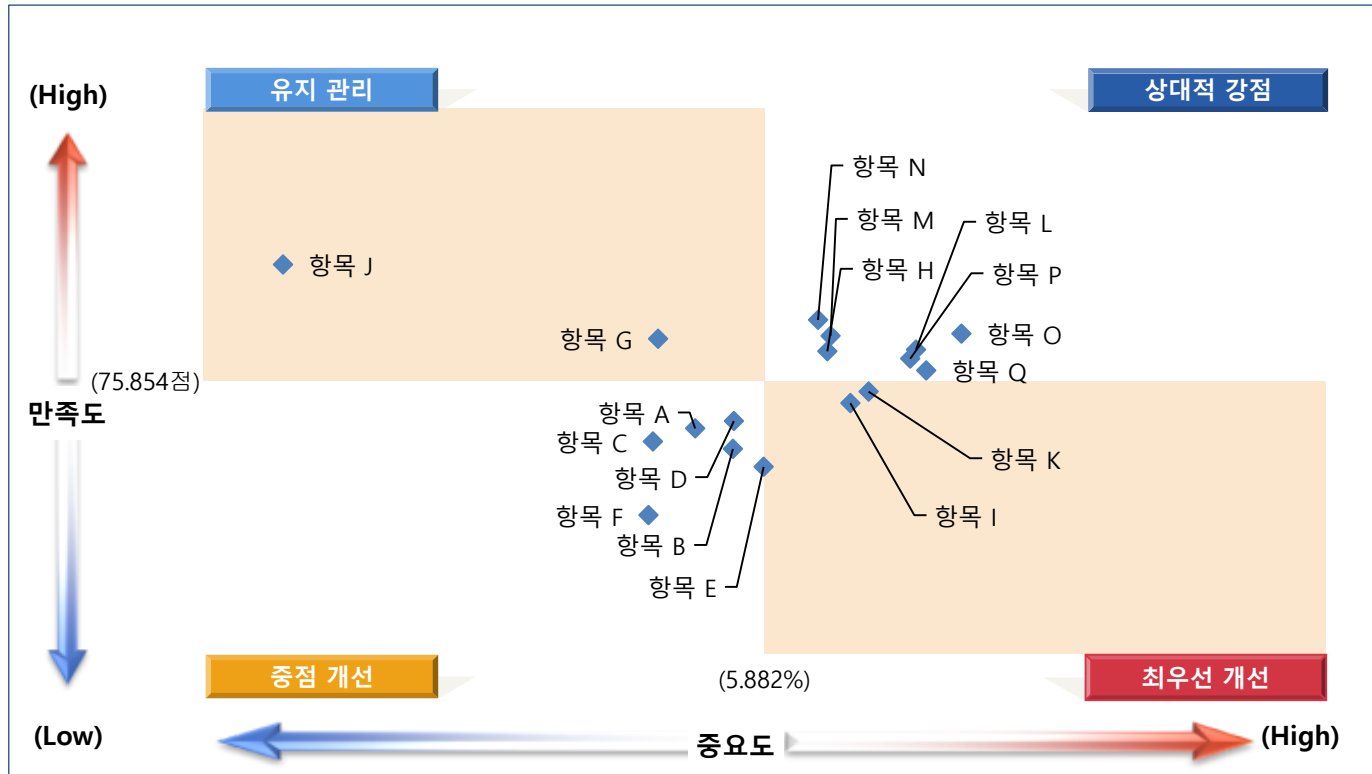 유지 관리
상대적 강점
(High)
항목 N
항목 M
항목 L
항목 H
항목 P
항목 J
항목 G
항목 O
항목 Q
(75.854점)
만족도
항목 A
항목 C
항목 D
항목 K
항목 F
항목 I
항목 B
항목 E
중점 개선
(5.882%)
최우선 개선
(Low)
중요도
(High)